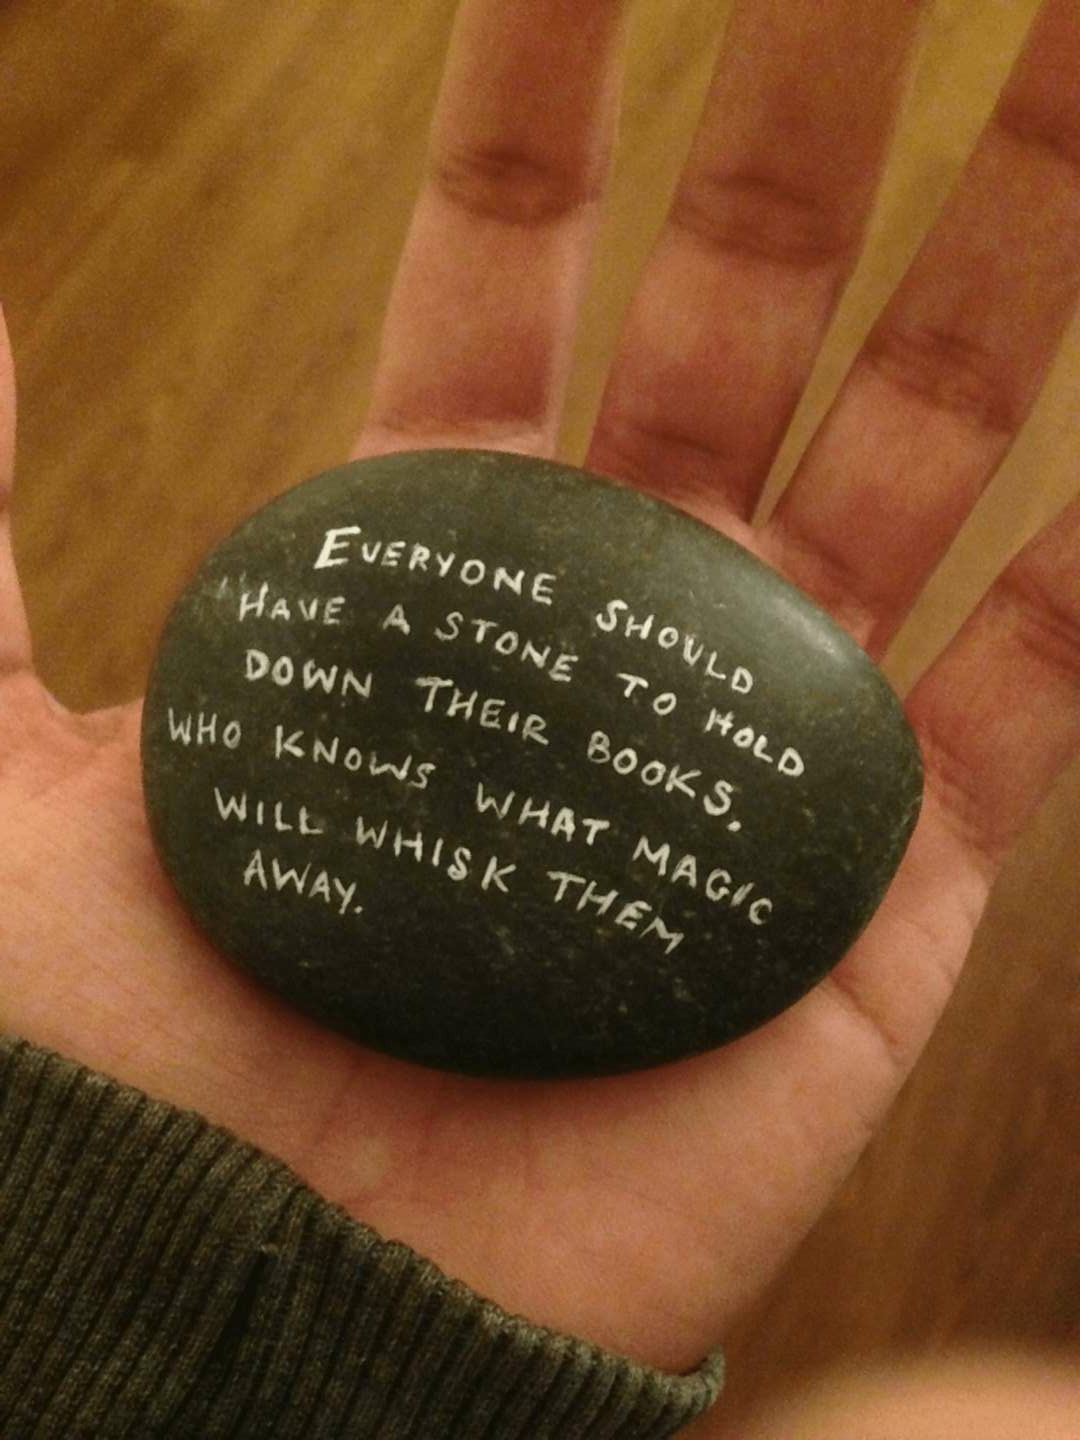 EVERYONE SHOULD
HAVE A STONE TO HOLD
DOWN THEIR BOOKS.
WHO KNOWS WHAT MAGIC
WILL WHISK THEM
AWAY.